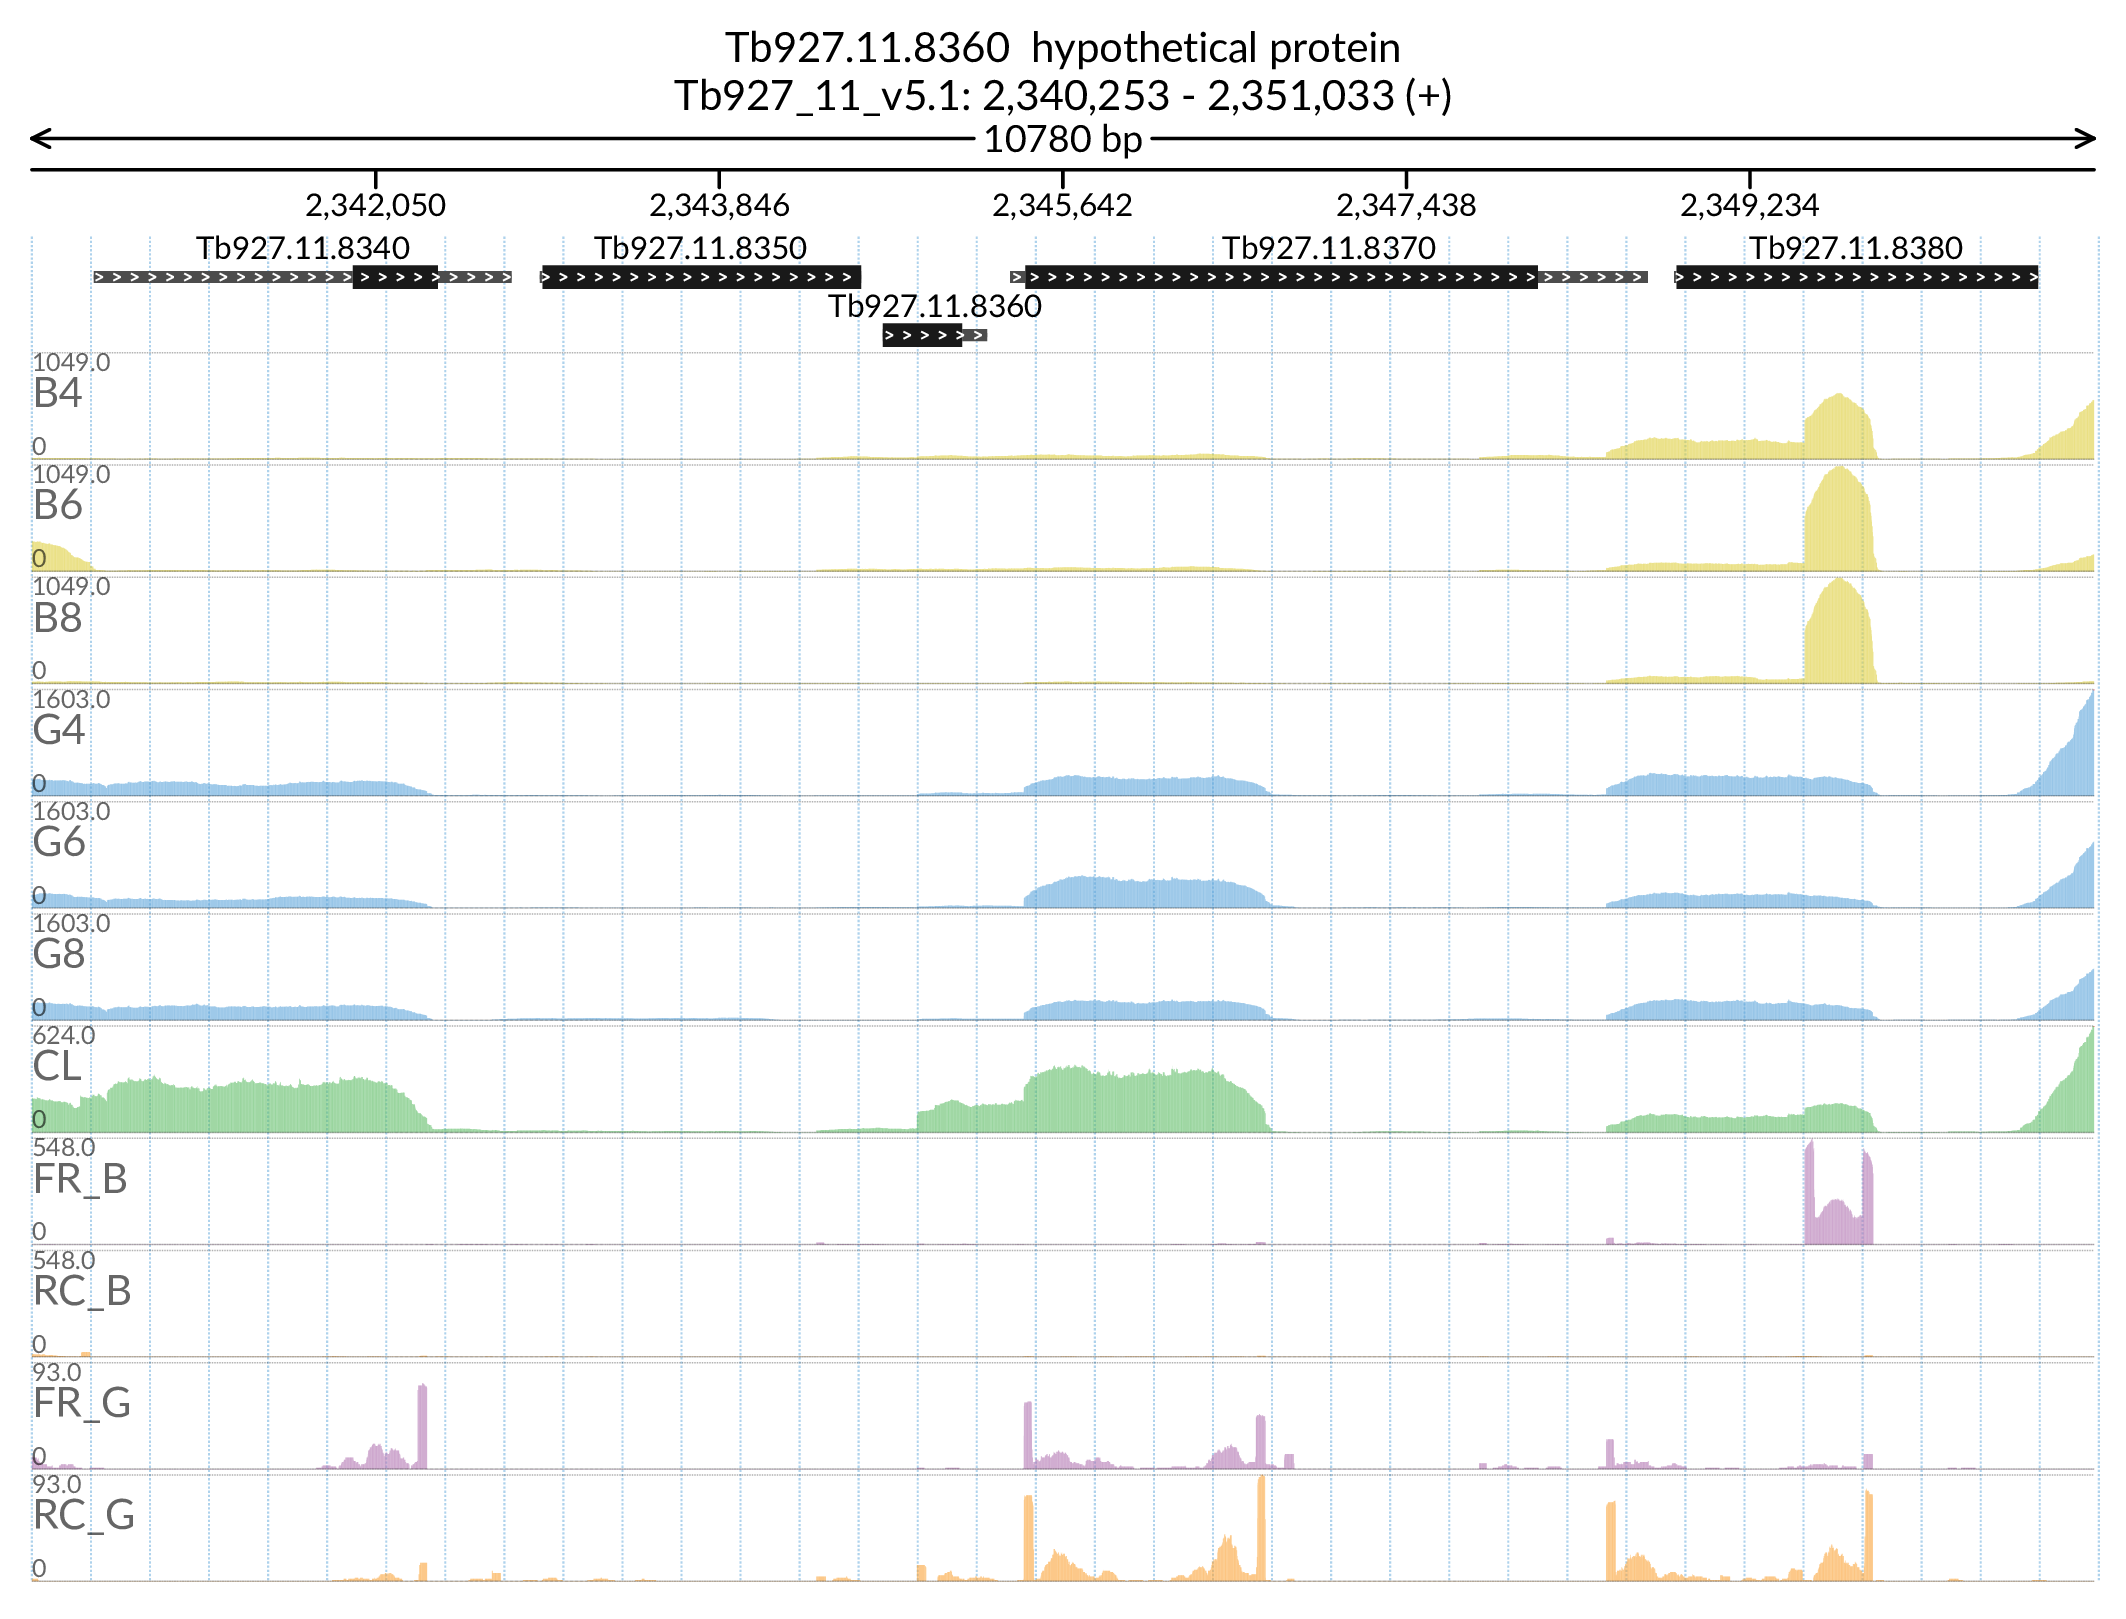 Tb927.11.8360  hypothetical protein
Tb927_11_v5.1: 2,340,253 - 2,351,033 (+)
10780 bp
2,342,050 2,343,846 2,345,642 2,347,438 2,349,234
Tb927.11.8340 Tb927.11.8350 Tb927.11.8370 Tb927.11.8380
Tb927.11.8360
1049.0
B4
0
1049.0
B6
0
1049.0
B8
0
1603.0
G4
0
1603.0
G6
0
1603.0
G8
0
624.0
CL
0
548.0
FR_B
0
548.0
RC_B
0
93.0
FR_G
0
93.0
RC_G
0